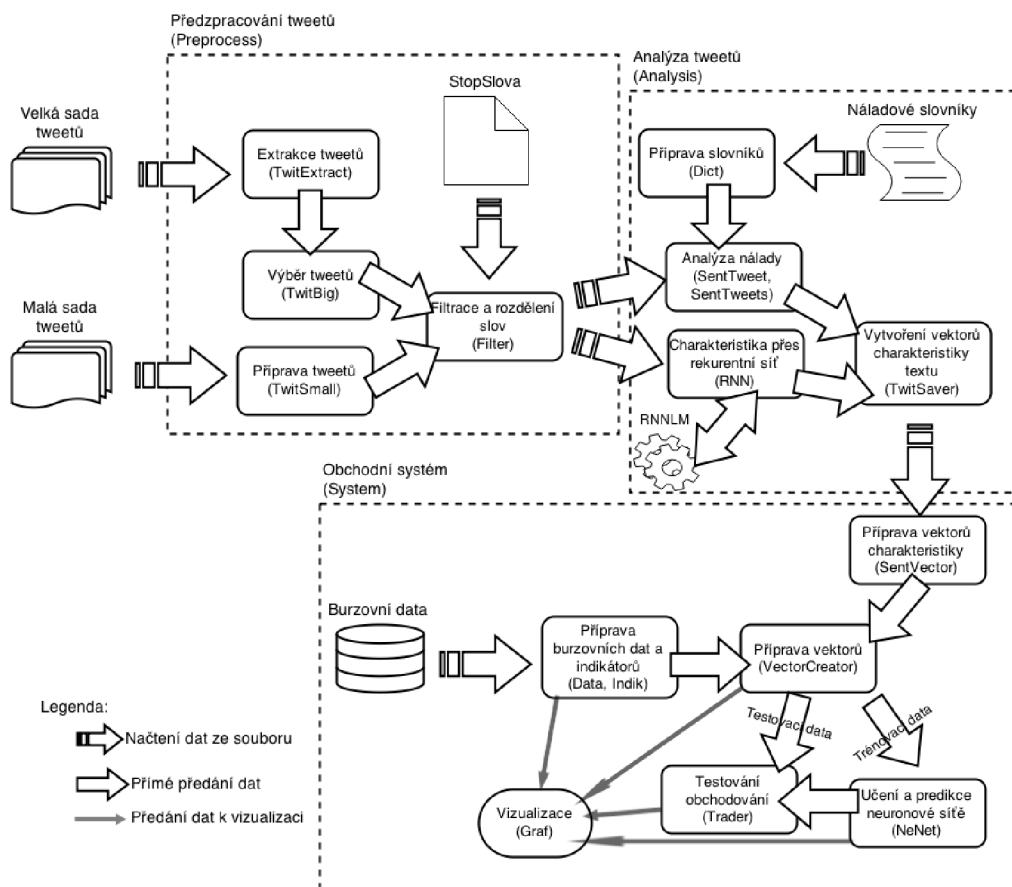 Předzpracování tweetů
(Preprocess)
StopSlova
Velká sada
tweetů
Extrakce tweetů
(TwitExtract)
Výběr tweetů
(TwitBig)
Malá sada
tweetů
Příprava tweetů
(TwitSmall)
Filtrace a rozdělení
slov
(Filter)
Analýza tweetů
(Analysis)
Náladové slovníky
Příprava slovníků
(Dict)
Analýza nálady
(SentTweet,
SentTweets)
Charakteristika přes
rekurentní síť
(RNN)
RNNLM
Vytvoření vektorů
charakteristiky
textu
(TwitSaver)
Obchodní systém
(System)
Příprava vektorů
charakteristiky
(SentVector)
Burzovní data
Příprava
burzovních dat a
indikátorů
(Data, Indik)
Příprava vektorů
(VectorCreator)
Testovací data
Trénovací data
Testování
obchodování
(Trader)
Učení a predikce
neuronové síťě
(NeNet)
Vizualizace
(Graf)
Legenda:
Načtení dat ze souboru
Přímé předání dat
Předání dat k vizualizaci